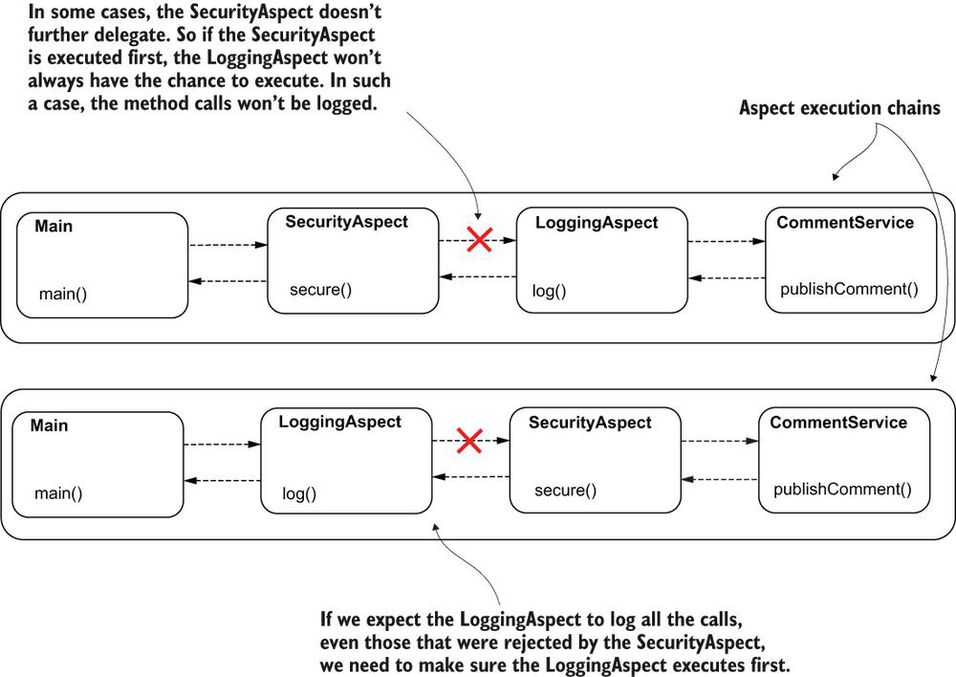 In some cases, the SecurityAspect doesn't
further delegate. So if the SecurityAspect
is executed first, the LoggingAspect won't
always have the chance to execute. In such
a case, the method calls won't be logged.
Aspect execution chains
Main
SecurityAspect
LoggingAspect
CommentService
main()
secure()
log()
publishComment()
Main
LoggingAspect
SecurityAspect
CommentService
main()
log()
secure()
publishComment()
If we expect the LoggingAspect to log all the calls,
even those that were rejected by the SecurityAspect,
we need to make sure the LoggingAspect executes first.